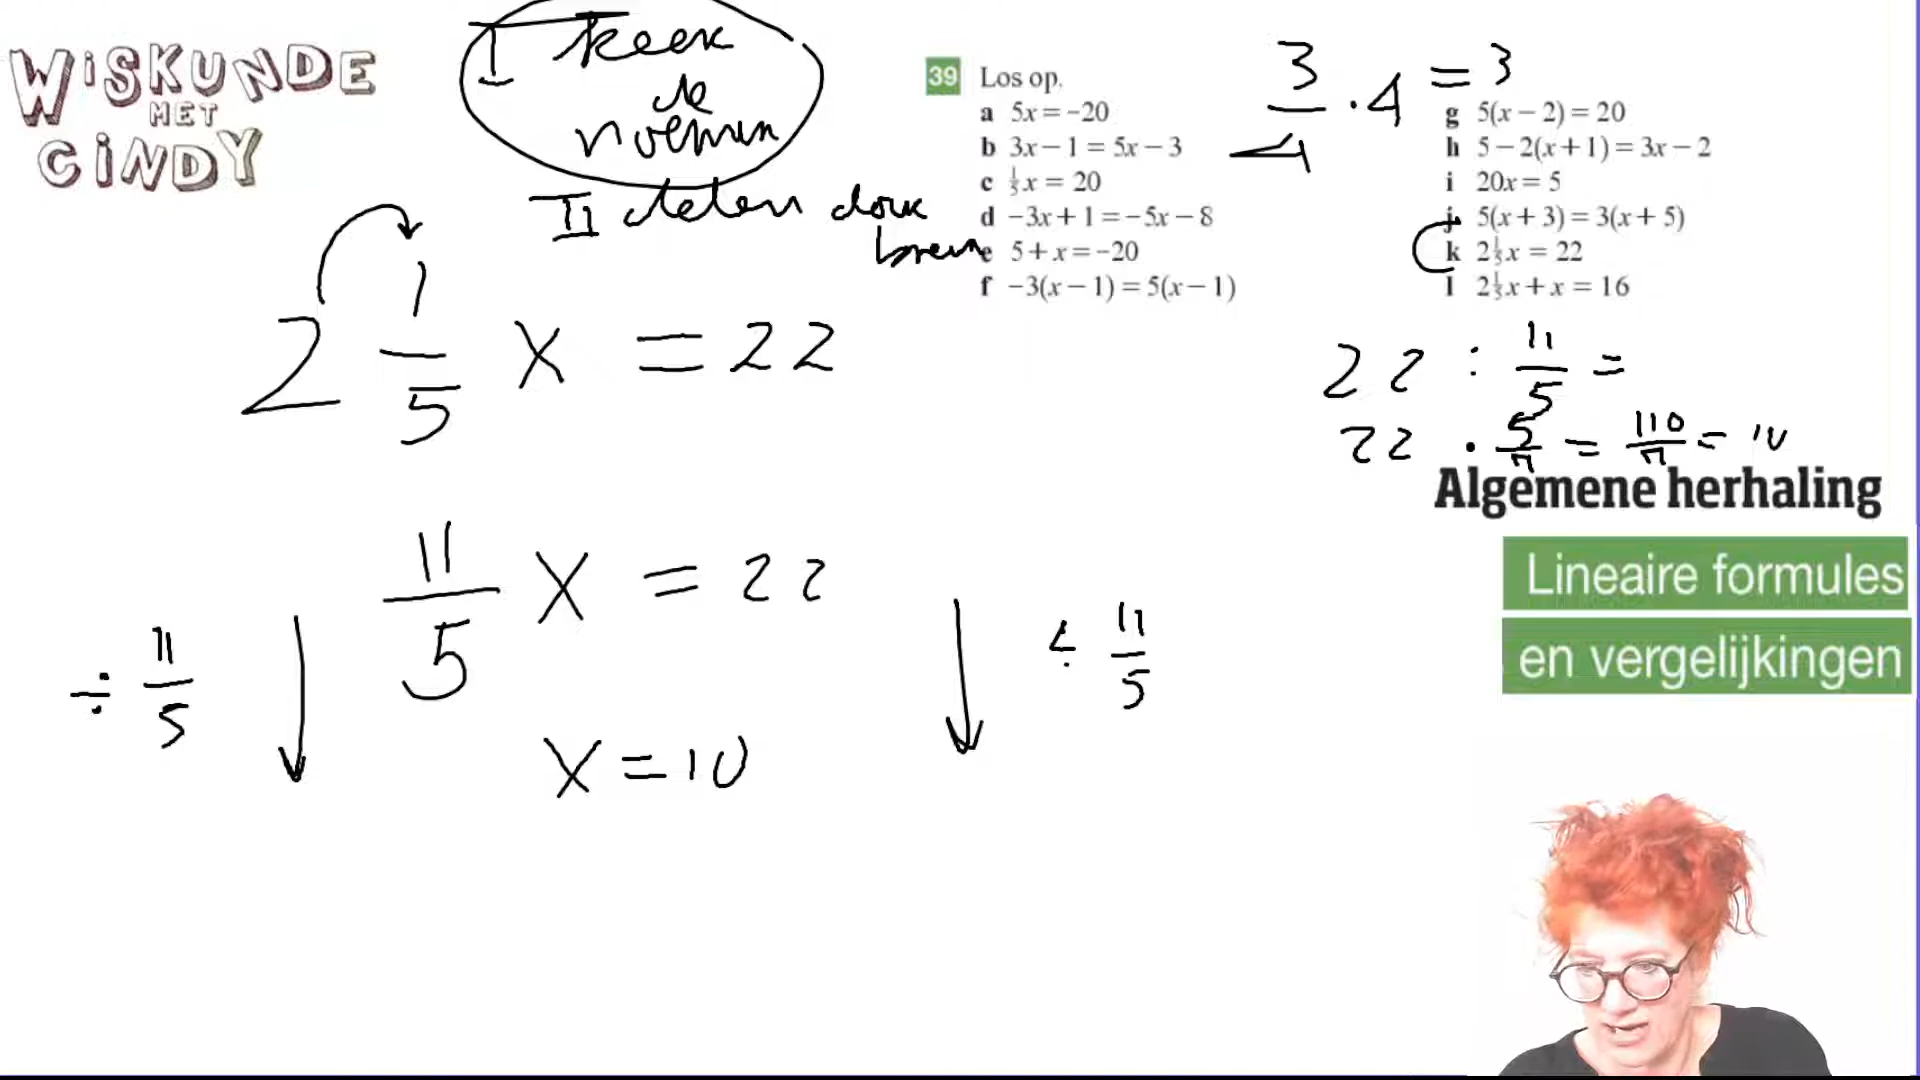 WiSKUNDE
MET
CiNDY
I keer
de
noemer
II delen door
breuk
39 Los op.
a 5x = -20
b 3x - 1 = 5x - 3
c ⅕x = 20
d -3x + 1 = -5x - 8
e 5 + x = -20
f -3(x - 1) = 5(x - 1)
3/4 · 4 = 3
g 5(x - 2) = 20
h 5 - 2(x + 1) = 3x - 2
i 20x = 5
j 5(x + 3) = 3(x + 5)
k 2⅕x = 22
l 2⅕x + x = 16
2 1/5 x = 22
22 : 11/5 =
22 · 5/11 = 110/11 = 10
Algemene herhaling
Lineaire formules
en vergelijkingen
11/5 x = 22
÷ 11/5
÷ 11/5
x = 10